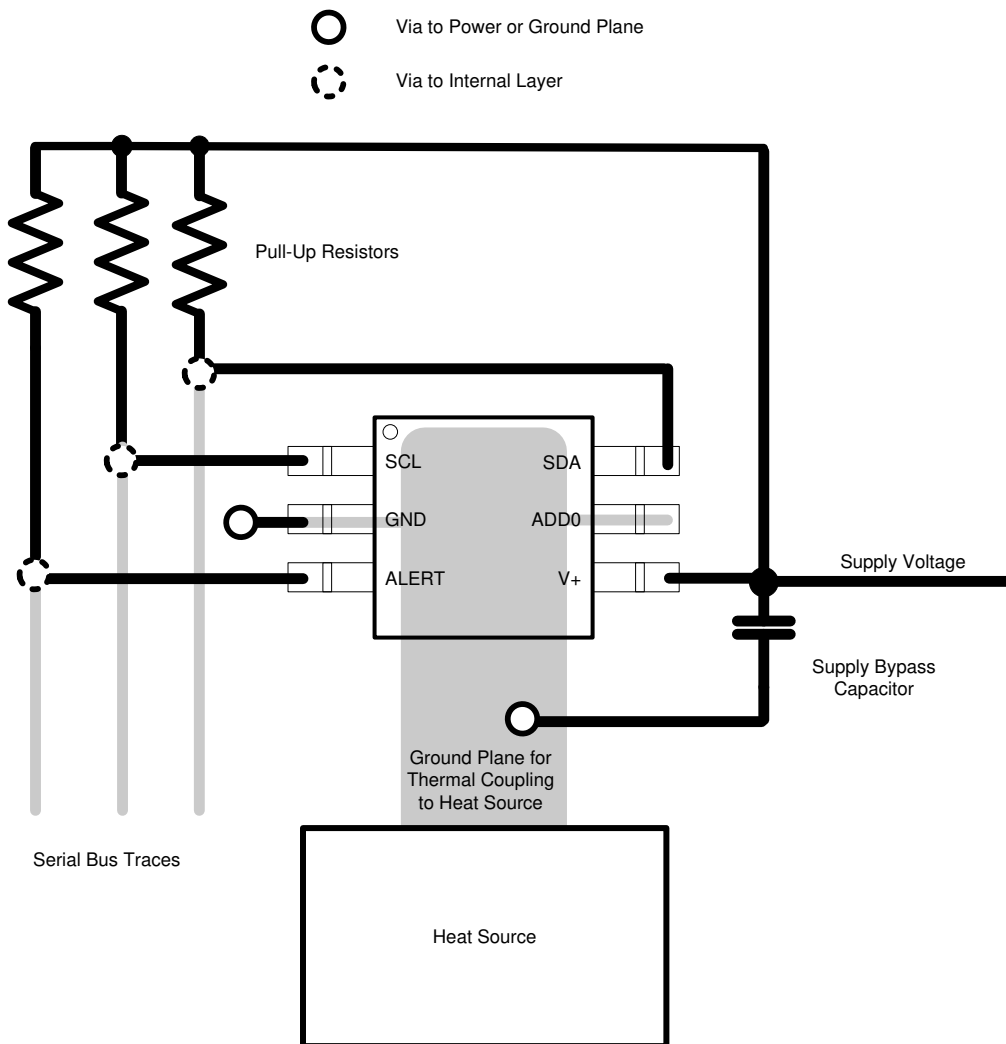 Via to Power or Ground Plane
Via to Internal Layer
Pull-Up Resistors
SCL
SDA
GND
ADD0
ALERT
V+
Supply Voltage
Supply Bypass
Capacitor
Ground Plane for
Thermal Coupling
to Heat Source
Serial Bus Traces
Heat Source